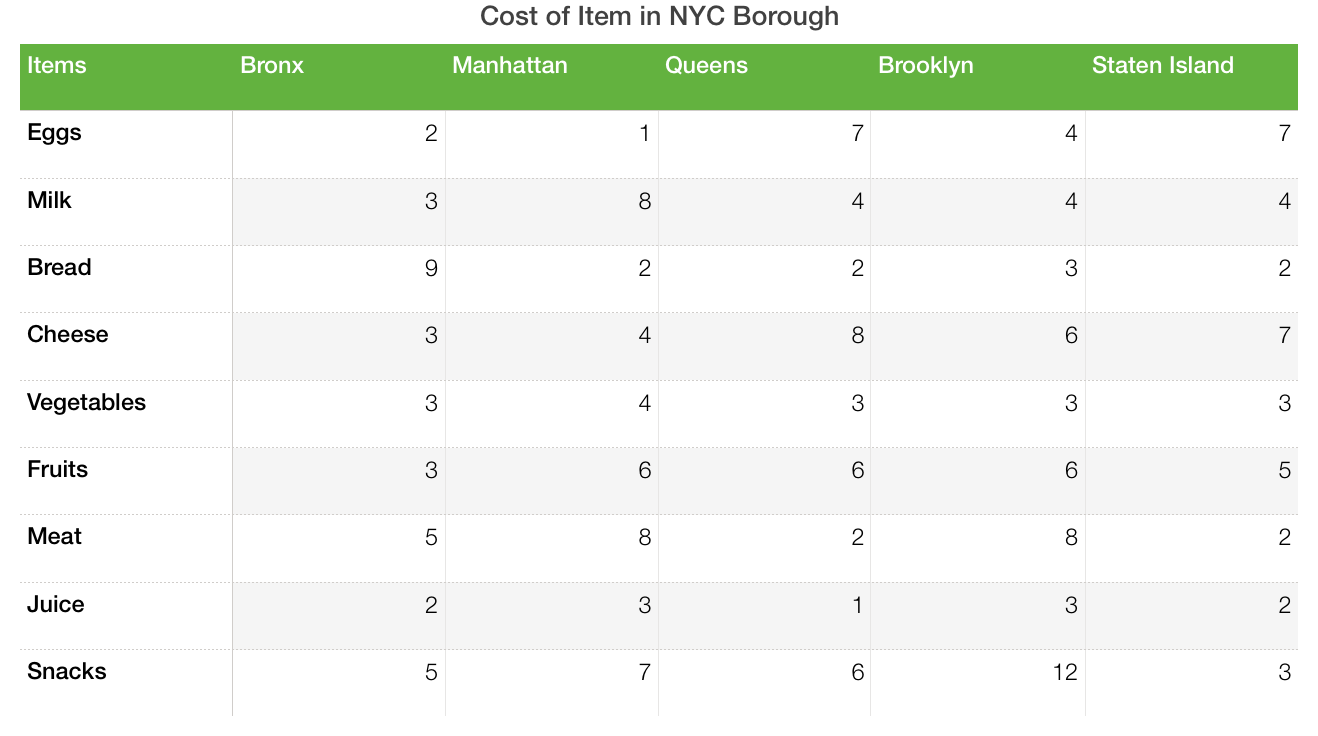 Cost of Item in NYC Borough
Items Bronx Manhattan Queens Brooklyn Staten Island
Eggs 2 1 7 4 7
Milk 3 8 4 4 4
Bread 9 2 2 3 2
Cheese 3 4 8 6 7
Vegetables 3 4 3 3 3
Fruits 3 6 6 6 5
Meat 5 8 2 8 2
Juice 2 3 1 3 2
Snacks 5 7 6 12 3